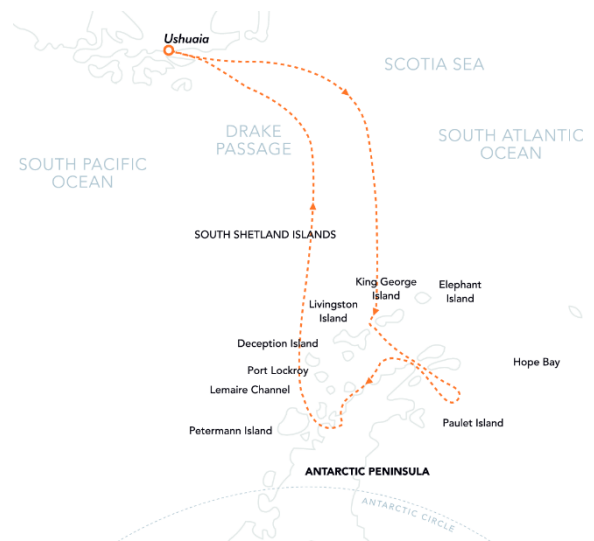 Ushuaia
SCOTIA SEA
DRAKE
PASSAGE
SOUTH ATLANTIC
OCEAN
SOUTH PACIFIC
OCEAN
SOUTH SHETLAND ISLANDS
King George
Island
Elephant
Island
Livingston
Island
Deception Island
Hope Bay
Port Lockroy
Lemaire Channel
Paulet Island
Petermann Island
ANTARCTIC PENINSULA
ANTARCTIC CIRCLE